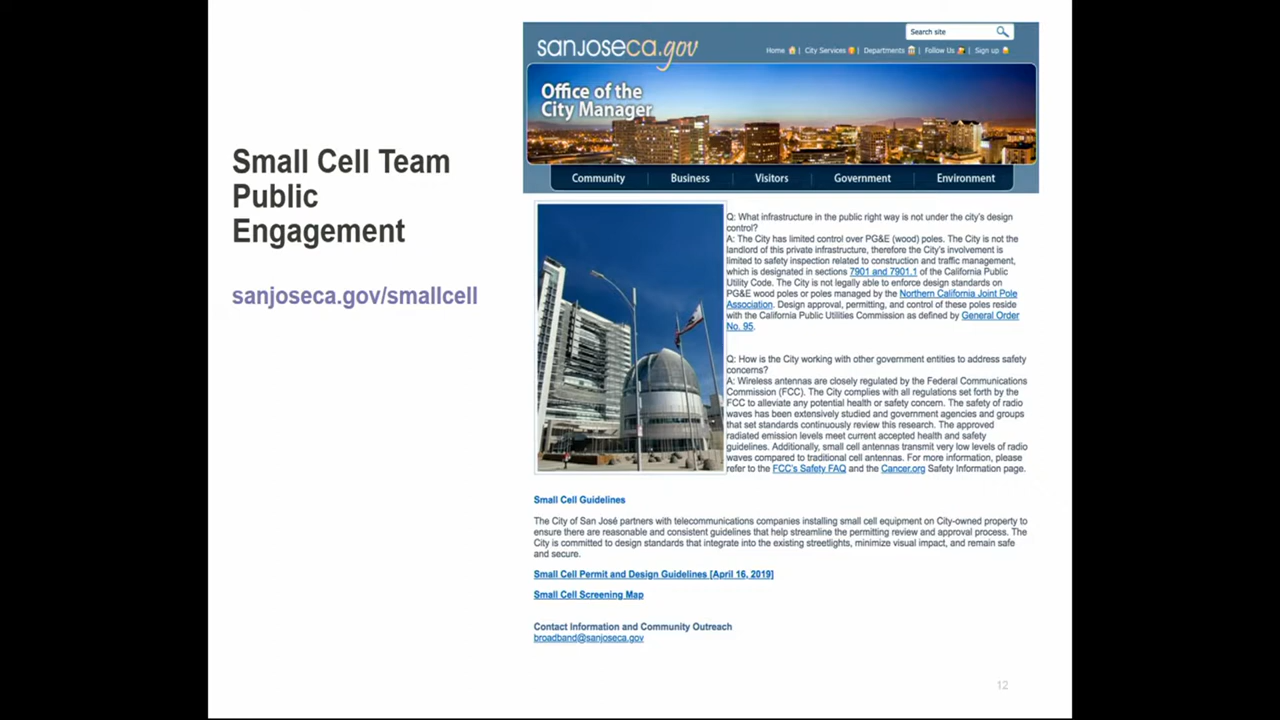 Small Cell Team
Public
Engagement
sanjoseca.gov/smallcell
sanjoseca.gov
Search site
Home | City Services | Departments | Follow Us | Sign up
Office of the
City Manager
Community
Business
Visitors
Government
Environment
Q: What infrastructure in the public right way is not under the city's design
control?
A: The City has limited control over PG&E (wood) poles. The City is not the
landlord of this private infrastructure, therefore the City's involvement is
limited to safety inspection related to construction and traffic management,
which is designated in sections 7901 and 7901.1 of the California Public
Utility Code. The City is not legally able to enforce design standards on
PG&E wood poles or poles managed by the Northern California Joint Pole
Association. Design approval, permitting, and control of these poles reside
with the California Public Utilities Commission as defined by General Order
No. 95.
Q: How is the City working with other government entities to address safety
concerns?
A: Wireless antennas are closely regulated by the Federal Communications
Commission (FCC). The City complies with all regulations set forth by the
FCC to alleviate any potential health or safety concern. The safety of radio
waves has been extensively studied and government agencies and groups
that set standards continuously review this research. The approved
radiated emission levels meet current accepted health and safety
guidelines. Additionally, small cell antennas transmit very low levels of radio
waves compared to traditional cell antennas. For more information, please
refer to the FCC's Safety FAQ and the Cancer.org Safety Information page.
Small Cell Guidelines
The City of San José partners with telecommunications companies installing small cell equipment on City-owned property to
ensure there are reasonable and consistent guidelines that help streamline the permitting review and approval process. The
City is committed to design standards that integrate into the existing streetlights, minimize visual impact, and remain safe
and secure.
Small Cell Permit and Design Guidelines [April 16, 2019]
Small Cell Screening Map
Contact Information and Community Outreach
broadband@sanjoseca.gov
12